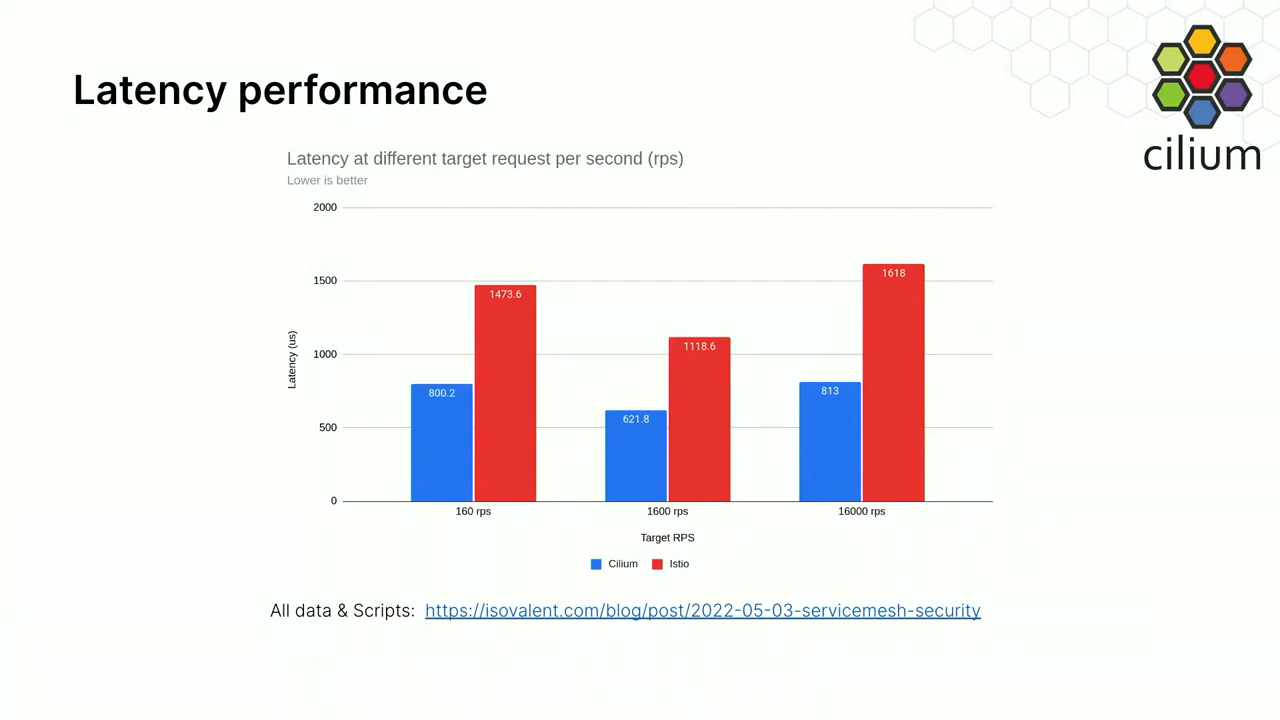 Latency performance
cilium
Latency at different target request per second (rps)
Lower is better
2000
1500
1000
500
0
Latency (us)
800.2
1473.6
621.8
1118.6
813
1618
160 rps
1600 rps
16000 rps
Target RPS
Cilium
Istio
All data & Scripts: https://isovalent.com/blog/post/2022-05-03-servicemesh-security